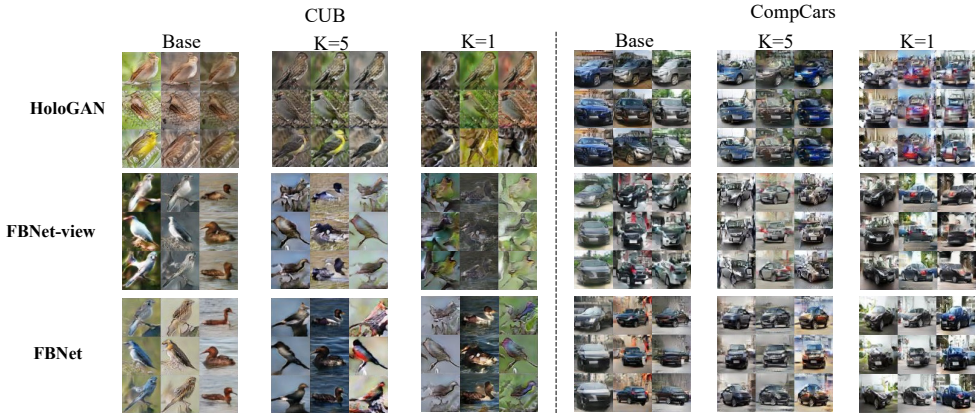 CUB CompCars
Base K=5 K=1 Base K=5 K=1
HoloGAN
FBNet-view
FBNet